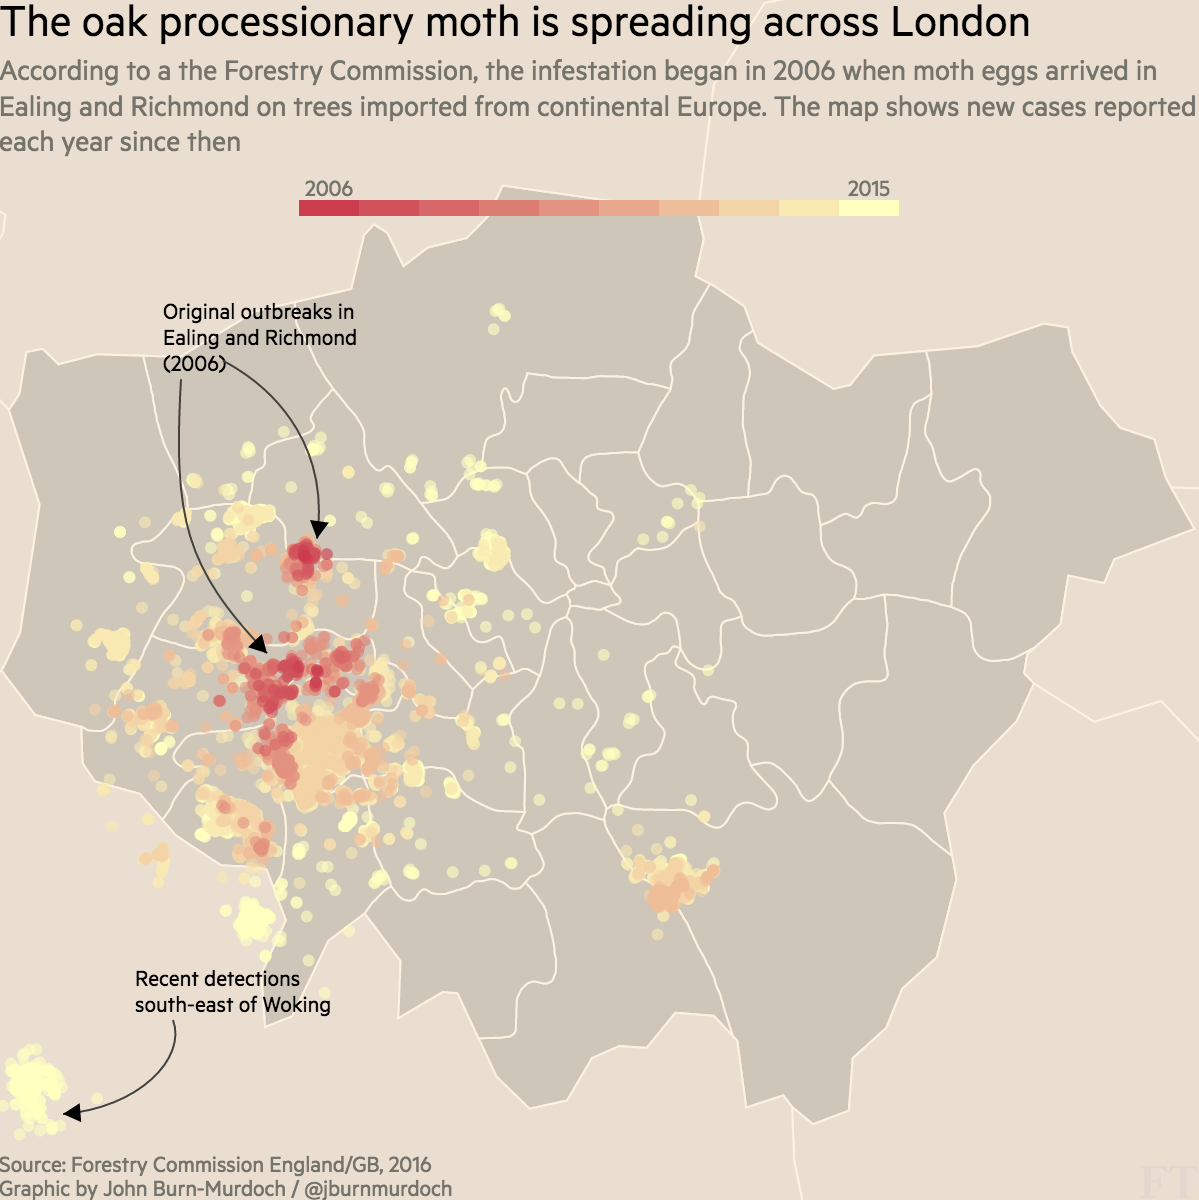 The oak processionary moth is spreading across London
According to a the Forestry Commission, the infestation began in 2006 when moth eggs arrived in
Ealing and Richmond on trees imported from continental Europe. The map shows new cases reported
each year since then
2006 2015
Original outbreaks in
Ealing and Richmond
(2006)
Recent detections
south-east of Woking
Source: Forestry Commission England/GB, 2016
Graphic by John Burn-Murdoch / @jburnmurdoch
FT